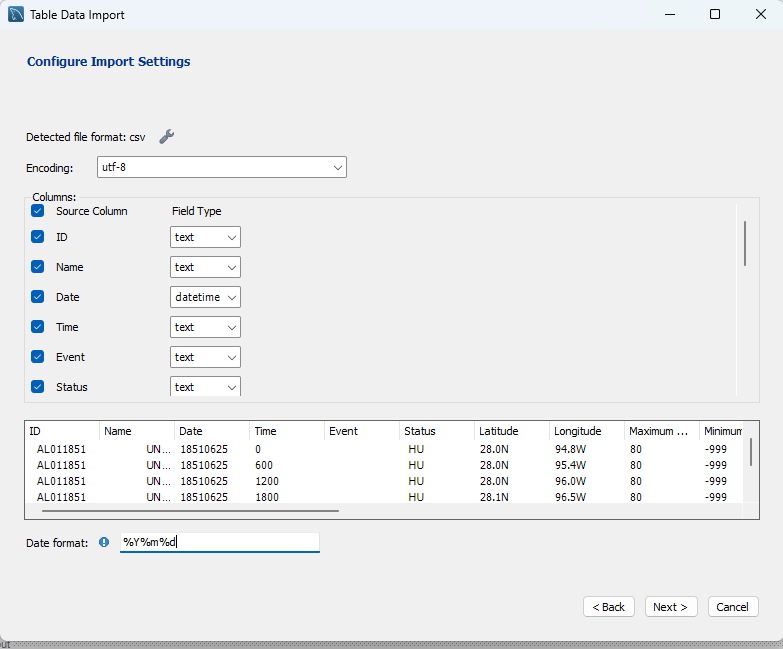 Table Data Import
Configure Import Settings
Detected file format: csv
Encoding: utf-8
Columns:
Source Column Field Type
ID text
Name text
Date datetime
Time text
Event text
Status text
ID Name Date Time Event Status Latitude Longitude Maximum ... Minimum
AL011851 UN... 18510625 0 HU 28.0N 94.8W 80 -999
AL011851 UN... 18510625 600 HU 28.0N 95.4W 80 -999
AL011851 UN... 18510625 1200 HU 28.0N 96.0W 80 -999
AL011851 UN... 18510625 1800 HU 28.1N 96.5W 80 -999
Date format: %Y%m%d
< Back Next > Cancel